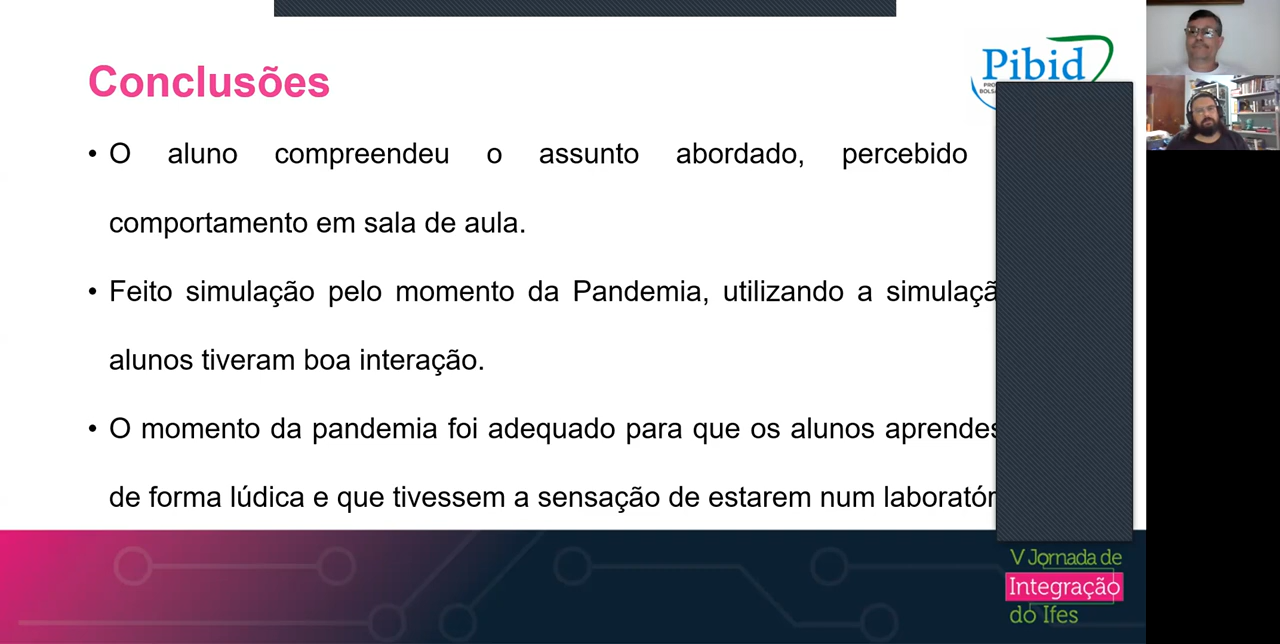 Conclusões
Pibid
• O aluno compreendeu o assunto abordado, percebido
comportamento em sala de aula.
• Feito simulação pelo momento da Pandemia, utilizando a simulaçã
alunos tiveram boa interação.
• O momento da pandemia foi adequado para que os alunos aprendes
de forma lúdica e que tivessem a sensação de estarem num laboratór
V Jornada de
Integração
do Ifes